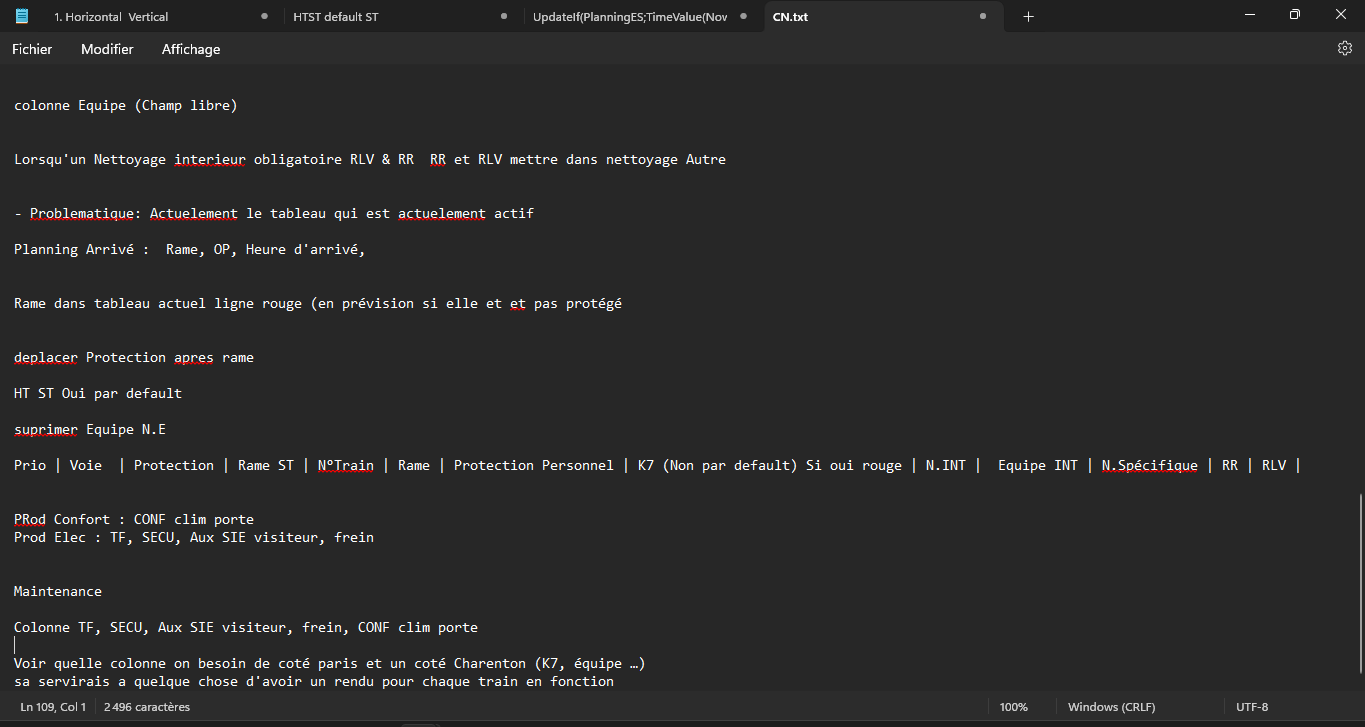 1. Horizontal Vertical
HTST default ST
UpdateIf(PlanningES;TimeValue(Nov
CN.txt
Fichier Modifier Affichage
colonne Equipe (Champ libre)
Lorsqu'un Nettoyage interieur obligatoire RLV & RR RR et RLV mettre dans nettoyage Autre
- Problematique: Actuelement le tableau qui est actuelement actif
Planning Arrivé : Rame, OP, Heure d'arrivé,
Rame dans tableau actuel ligne rouge (en prévision si elle et et pas protégé
deplacer Protection apres rame
HT ST Oui par default
suprimer Equipe N.E
Prio | Voie | Protection | Rame ST | N°Train | Rame | Protection Personnel | K7 (Non par default) Si oui rouge | N.INT | Equipe INT | N.Spécifique | RR | RLV |
PRod Confort : CONF clim porte
Prod Elec : TF, SECU, Aux SIE visiteur, frein
Maintenance
Colonne TF, SECU, Aux SIE visiteur, frein, CONF clim porte
Voir quelle colonne on besoin de coté paris et un coté Charenton (K7, équipe …)
sa servirais a quelque chose d'avoir un rendu pour chaque train en fonction
Ln 109, Col 1 2 496 caractères 100% Windows (CRLF) UTF-8